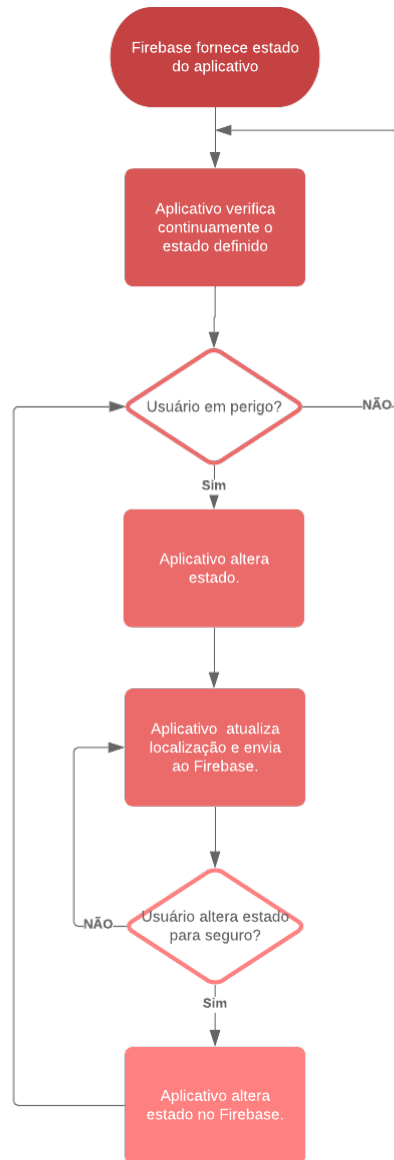 Firebase fornece estado
do aplicativo
Aplicativo verifica
continuamente o
estado definido
Usuário em perigo?
NÃO
Sim
Aplicativo altera
estado.
Aplicativo atualiza
localização e envia
ao Firebase.
Usuário altera estado
para seguro?
NÃO
Sim
Aplicativo altera
estado no Firebase.